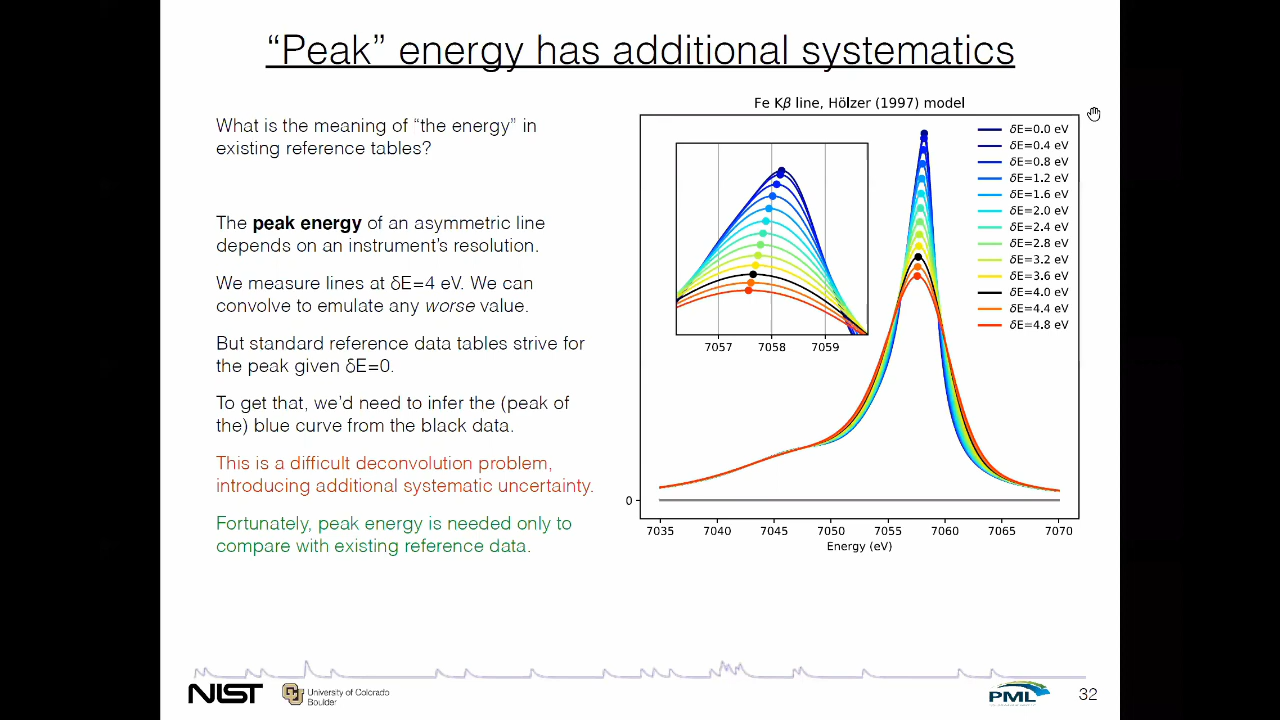 “Peak” energy has additional systematics
What is the meaning of “the energy” in
existing reference tables?
The peak energy of an asymmetric line
depends on an instrument’s resolution.
We measure lines at δE=4 eV. We can
convolve to emulate any worse value.
But standard reference data tables strive for
the peak given δE=0.
To get that, we’d need to infer the (peak of
the) blue curve from the black data.
This is a difficult deconvolution problem,
introducing additional systematic uncertainty.
Fortunately, peak energy is needed only to
compare with existing reference data.
Fe Kβ line, Hölzer (1997) model
δE=0.0 eV
δE=0.4 eV
δE=0.8 eV
δE=1.2 eV
δE=1.6 eV
δE=2.0 eV
δE=2.4 eV
δE=2.8 eV
δE=3.2 eV
δE=3.6 eV
δE=4.0 eV
δE=4.4 eV
δE=4.8 eV
7057 7058 7059
0
7035 7040 7045 7050 7055 7060 7065 7070
Energy (eV)
NIST
CU
University of Colorado
Boulder
PML
32